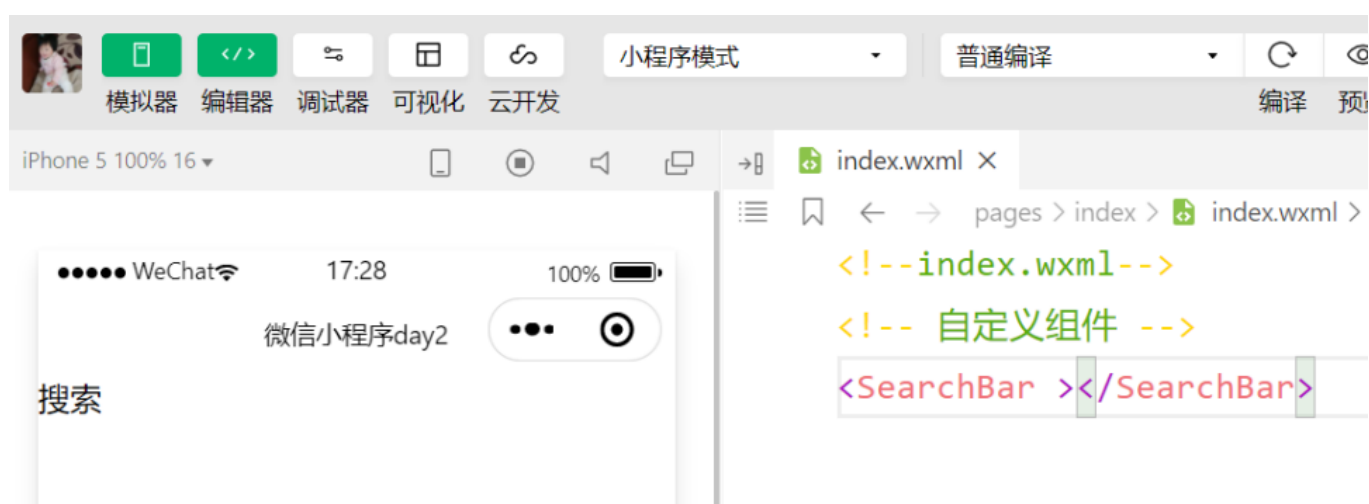 小程序模式
普通编译
模拟器 编辑器 调试器 可视化 云开发
编译
iPhone 5 100% 16
index.wxml
pages > index > index.wxml >
WeChat 17:28 100%
微信小程序day2
搜索
<!--index.wxml-->
<!-- 自定义组件 -->
<SearchBar ></SearchBar>